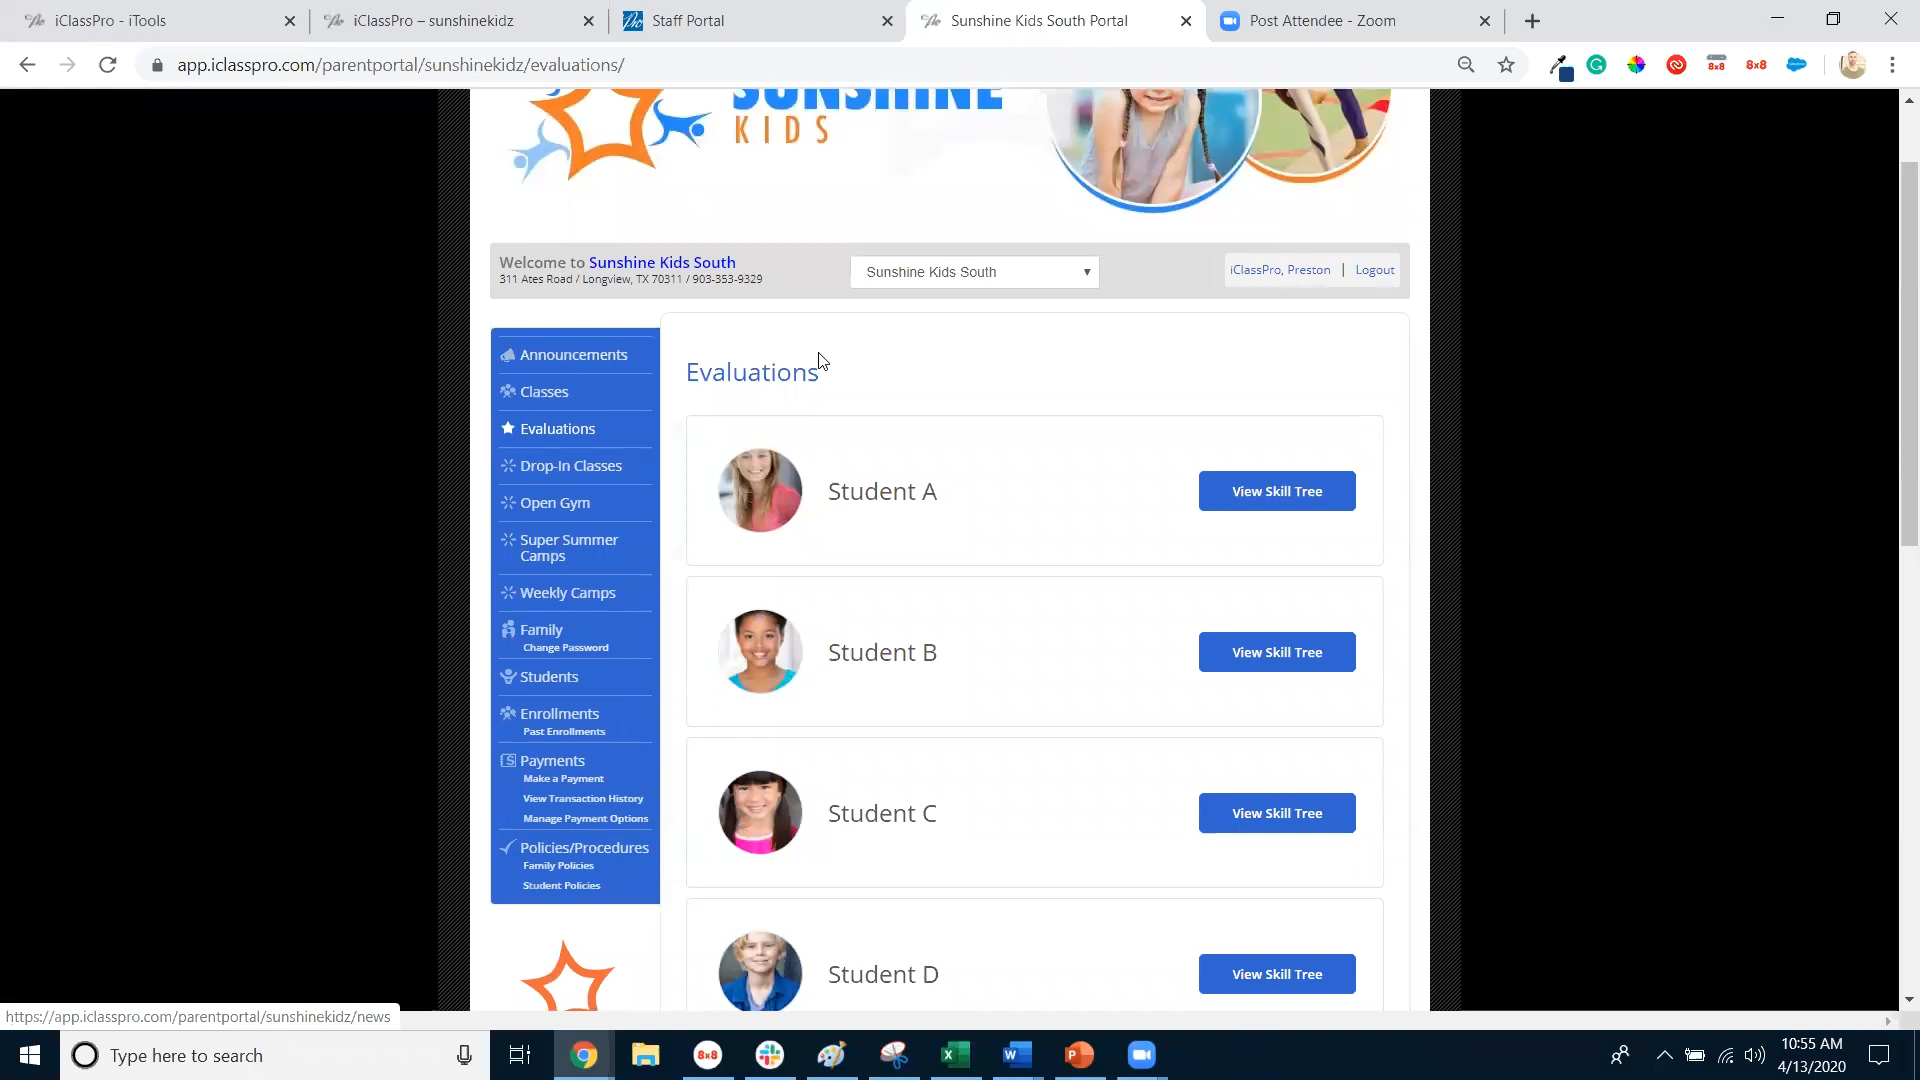 iClassPro - iTools
iClassPro – sunshinekidz
Staff Portal
Sunshine Kids South Portal
Post Attendee - Zoom
app.iclasspro.com/parentportal/sunshinekidz/evaluations/
8x8
8x8
SUNSHINE
KIDS
Welcome to Sunshine Kids South
311 Ates Road / Longview, TX 70311 / 903-353-9329
Sunshine Kids South
iClassPro, Preston | Logout
Announcements
Classes
Evaluations
Drop-In Classes
Open Gym
Super Summer
Camps
Weekly Camps
Family
Change Password
Students
Enrollments
Past Enrollments
Payments
Make a Payment
View Transaction History
Manage Payment Options
Policies/Procedures
Family Policies
Student Policies
Evaluations
Student A
View Skill Tree
Student B
View Skill Tree
Student C
View Skill Tree
Student D
View Skill Tree
https://app.iclasspro.com/parentportal/sunshinekidz/news
Type here to search
8x8
10:55 AM
4/13/2020